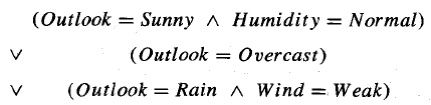 (Outlook = Sunny ∧ Humidity = Normal)
∨ (Outlook = Overcast)
∨ (Outlook = Rain ∧ Wind = Weak)